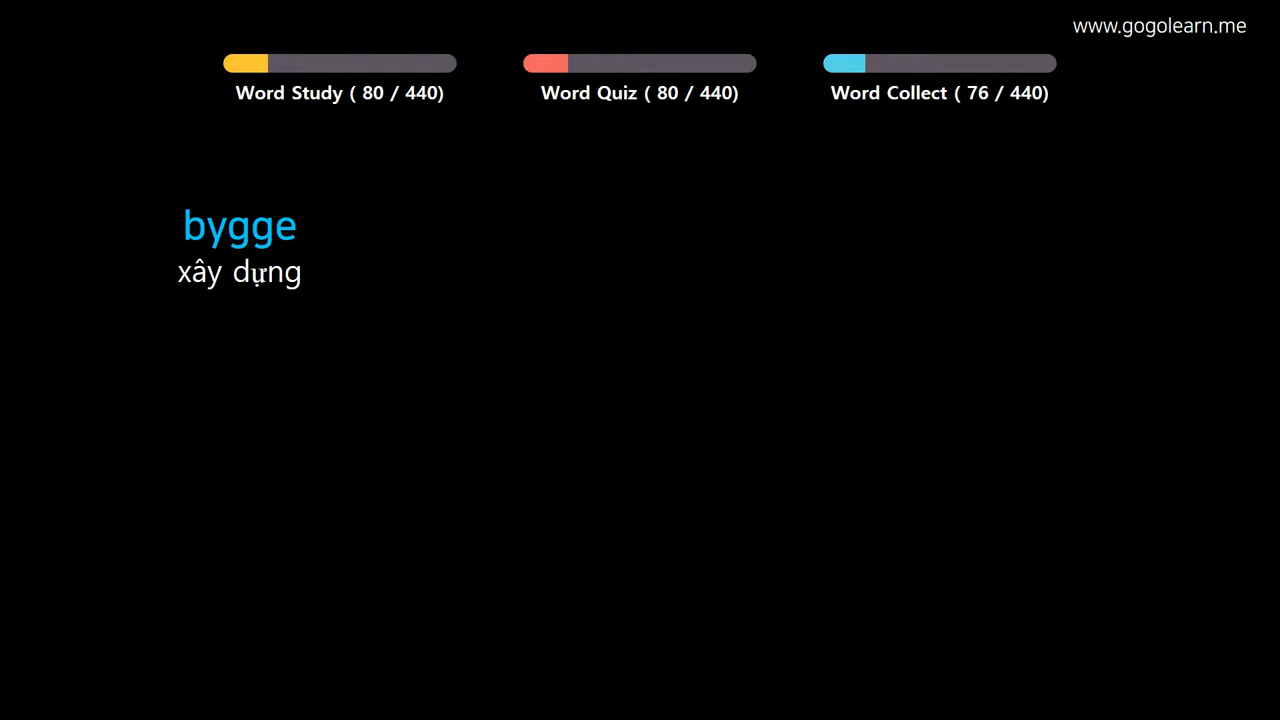 www.gogolearn.me
Word Study ( 80 / 440)
Word Quiz ( 80 / 440)
Word Collect ( 76 / 440)
bygge
xây dựng